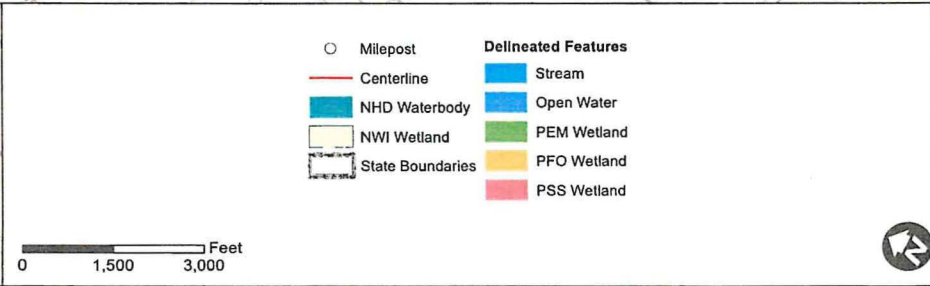 Milepost
Centerline
NHD Waterbody
NWI Wetland
State Boundaries
Delineated Features
Stream
Open Water
PEM Wetland
PFO Wetland
PSS Wetland
Feet
0 1,500 3,000
N